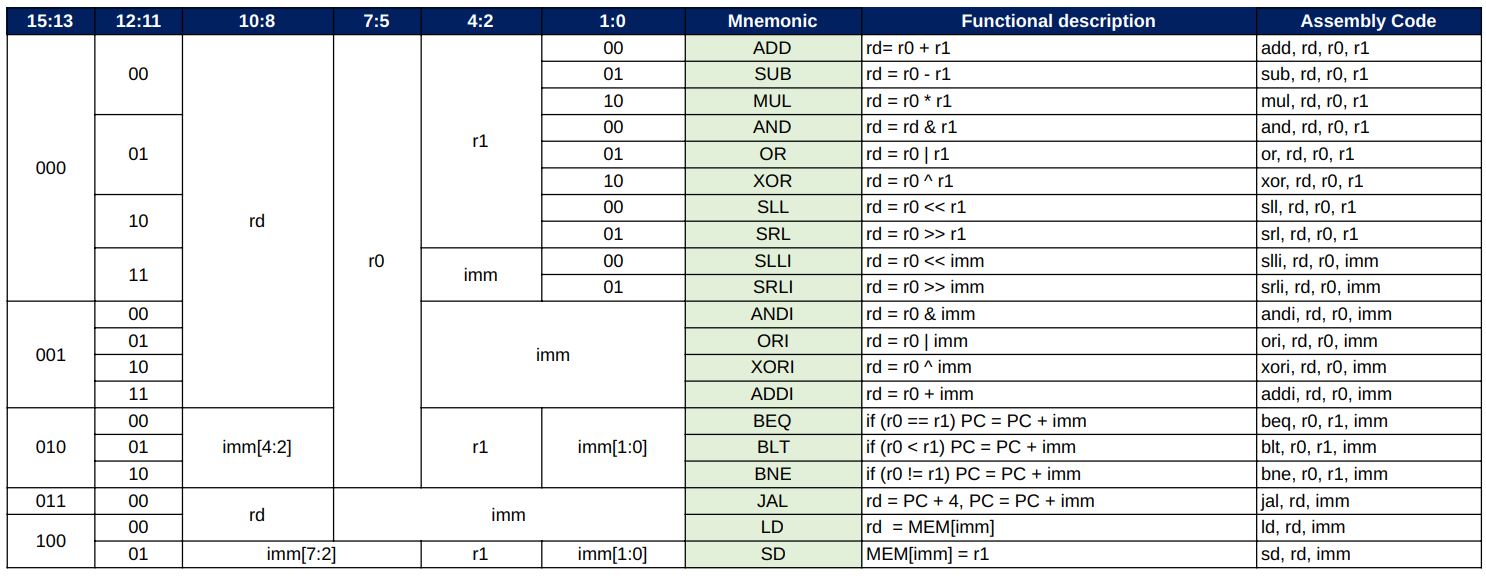 15:13 12:11 10:8 7:5 4:2 1:0 Mnemonic Functional description Assembly Code
000 00 rd r0 r1 00 ADD rd= r0 + r1 add, rd, r0, r1
01 SUB rd = r0 - r1 sub, rd, r0, r1
10 MUL rd = r0 * r1 mul, rd, r0, r1
01 00 AND rd = rd & r1 and, rd, r0, r1
01 OR rd = r0 | r1 or, rd, r0, r1
10 XOR rd = r0 ^ r1 xor, rd, r0, r1
10 00 SLL rd = r0 << r1 sll, rd, r0, r1
01 SRL rd = r0 >> r1 srl, rd, r0, r1
11 imm 00 SLLI rd = r0 << imm slli, rd, r0, imm
01 SRLI rd = r0 >> imm srli, rd, r0, imm
001 00 imm ANDI rd = r0 & imm andi, rd, r0, imm
01 ORI rd = r0 | imm ori, rd, r0, imm
10 XORI rd = r0 ^ imm xori, rd, r0, imm
11 ADDI rd = r0 + imm addi, rd, r0, imm
010 00 imm[4:2] r1 imm[1:0] BEQ if (r0 == r1) PC = PC + imm beq, r0, r1, imm
01 BLT if (r0 < r1) PC = PC + imm blt, r0, r1, imm
10 BNE if (r0 != r1) PC = PC + imm bne, r0, r1, imm
011 00 rd imm JAL rd = PC + 4, PC = PC + imm jal, rd, imm
100 00 LD rd  = MEM[imm] ld, rd, imm
01 imm[7:2] r1 imm[1:0] SD MEM[imm] = r1 sd, rd, imm